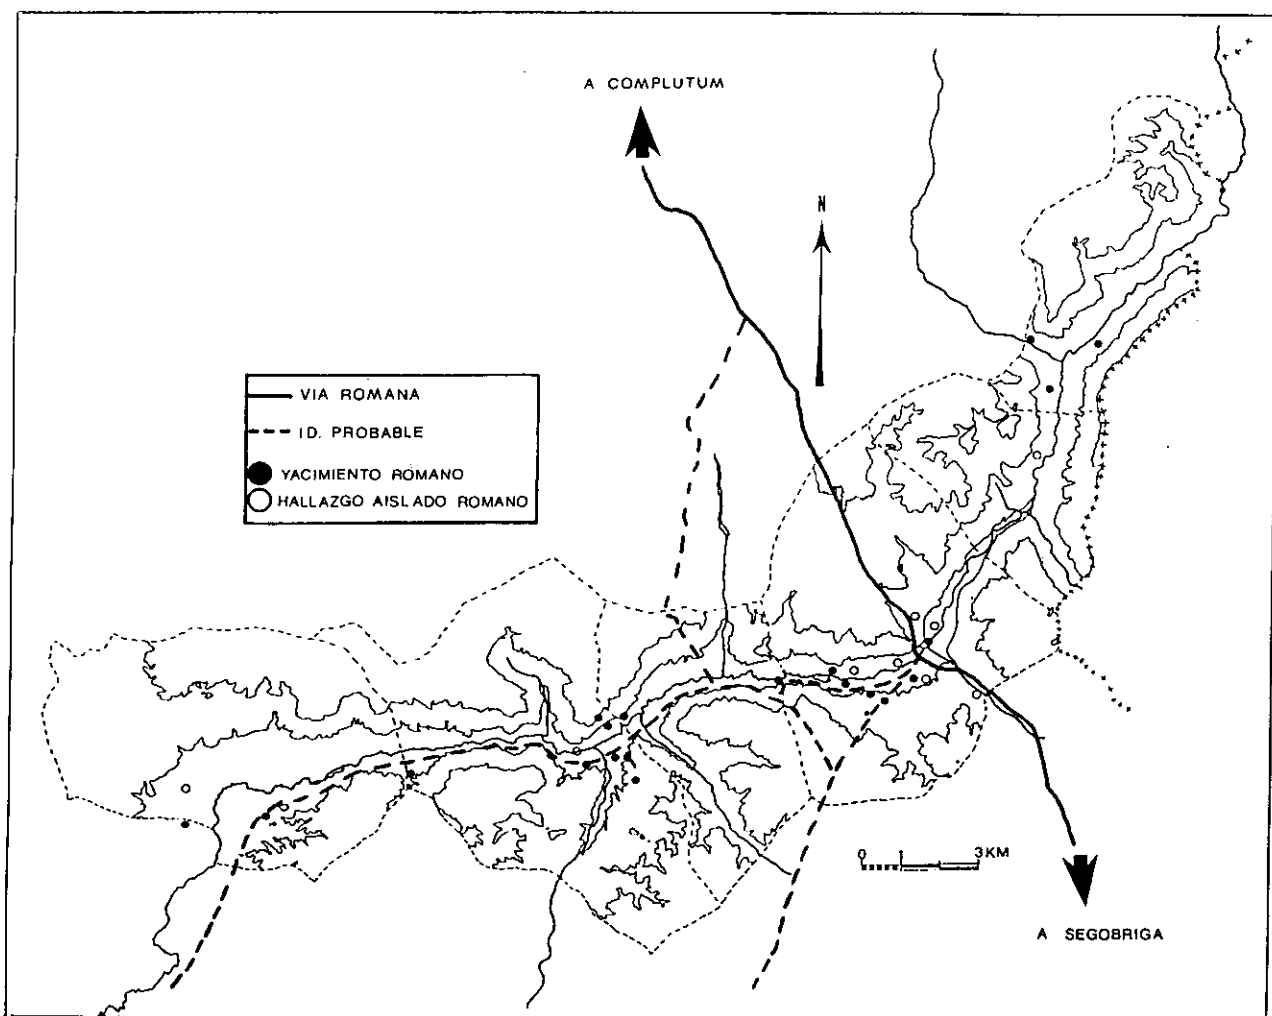 A COMPLUTUM
N
VIA ROMANA
ID. PROBABLE
YACIMIENTO ROMANO
HALLAZGO AISLADO ROMANO
0 1 3KM
A SEGOBRIGA